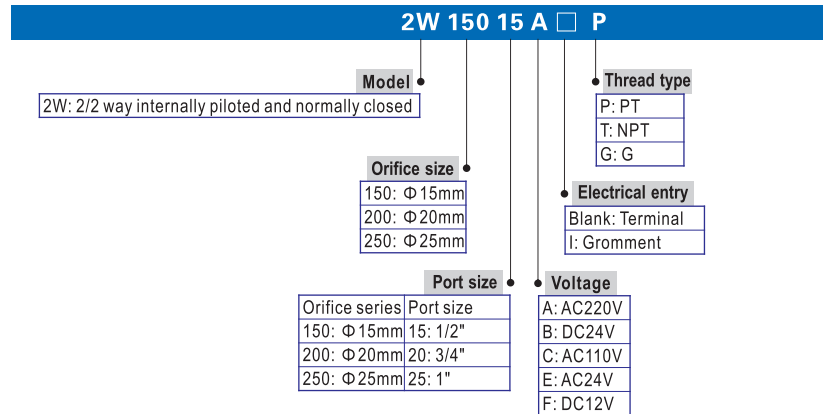 2W 150 15 A □ P
Model
2W: 2/2 way internally piloted and normally closed
Thread type
P: PT
T: NPT
G: G
Orifice size
150: Φ15mm
200: Φ20mm
250: Φ25mm
Electrical entry
Blank: Terminal
I: Gromment
Port size
Orifice series Port size
150: Φ15mm 15: 1/2"
200: Φ20mm 20: 3/4"
250: Φ25mm 25: 1"
Voltage
A: AC220V
B: DC24V
C: AC110V
E: AC24V
F: DC12V